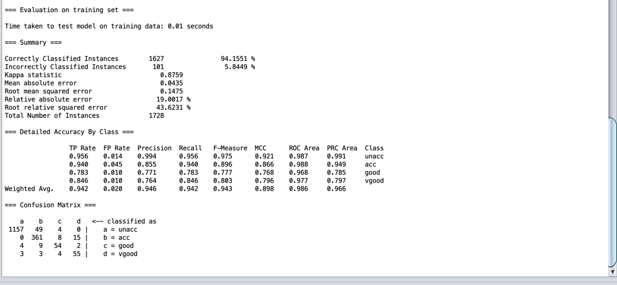 === Evaluation on training set ===
Time taken to test model on training data: 0.01 seconds
=== Summary ===
Correctly Classified Instances 1627 94.1551 %
Incorrectly Classified Instances 101 5.8449 %
Kappa statistic 0.8759
Mean absolute error 0.0435
Root mean squared error 0.1475
Relative absolute error 19.0017 %
Root relative squared error 43.6231 %
Total Number of Instances 1728
=== Detailed Accuracy By Class ===
TP Rate FP Rate Precision Recall F-Measure MCC ROC Area PRC Area Class
0.956 0.014 0.994 0.956 0.975 0.921 0.987 0.991 unacc
0.940 0.045 0.855 0.940 0.896 0.866 0.988 0.949 acc
0.783 0.010 0.771 0.783 0.777 0.768 0.968 0.785 good
0.846 0.010 0.764 0.846 0.803 0.796 0.977 0.797 vgood
Weighted Avg. 0.942 0.020 0.946 0.942 0.943 0.898 0.986 0.966
=== Confusion Matrix ===
a b c d <-- classified as
1157 49 4 0 | a = unacc
0 361 8 15 | b = acc
4 9 54 2 | c = good
3 3 4 55 | d = vgood